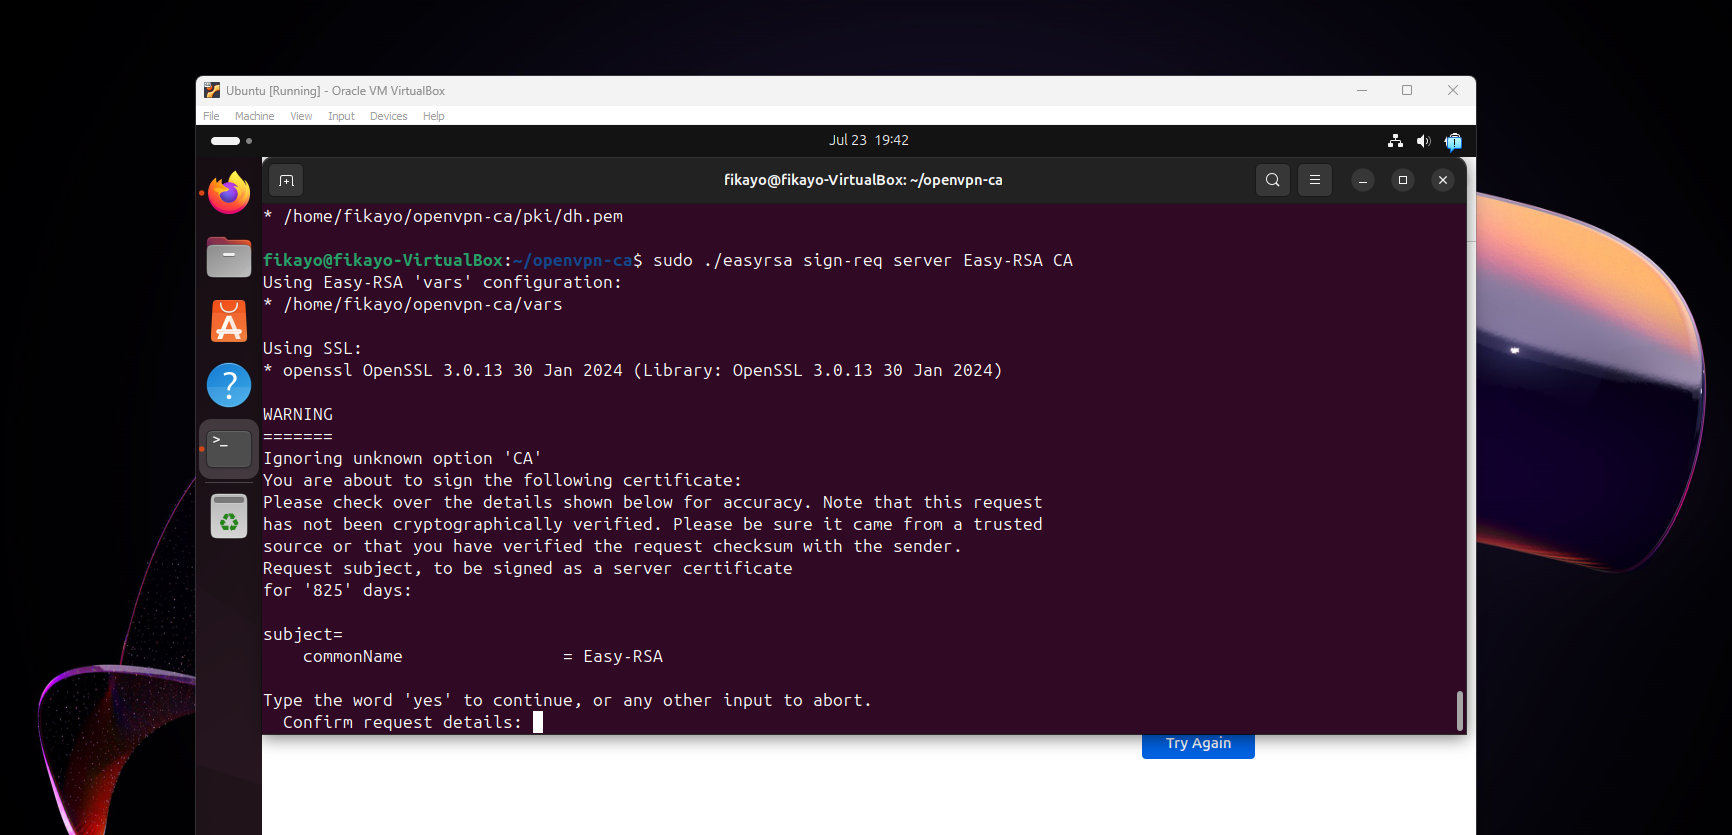 Ubuntu [Running] - Oracle VM VirtualBox
File Machine View Input Devices Help
Jul 23 19:42
fikayo@fikayo-VirtualBox: ~/openvpn-ca
* /home/fikayo/openvpn-ca/pki/dh.pem
fikayo@fikayo-VirtualBox:~/openvpn-ca$ sudo ./easyrsa sign-req server Easy-RSA CA
Using Easy-RSA 'vars' configuration:
* /home/fikayo/openvpn-ca/vars
Using SSL:
* openssl OpenSSL 3.0.13 30 Jan 2024 (Library: OpenSSL 3.0.13 30 Jan 2024)
WARNING
=======
Ignoring unknown option 'CA'
You are about to sign the following certificate:
Please check over the details shown below for accuracy. Note that this request
has not been cryptographically verified. Please be sure it came from a trusted
source or that you have verified the request checksum with the sender.
Request subject, to be signed as a server certificate
for '825' days:
subject=
commonName = Easy-RSA
Type the word 'yes' to continue, or any other input to abort.
Confirm request details:
Try Again